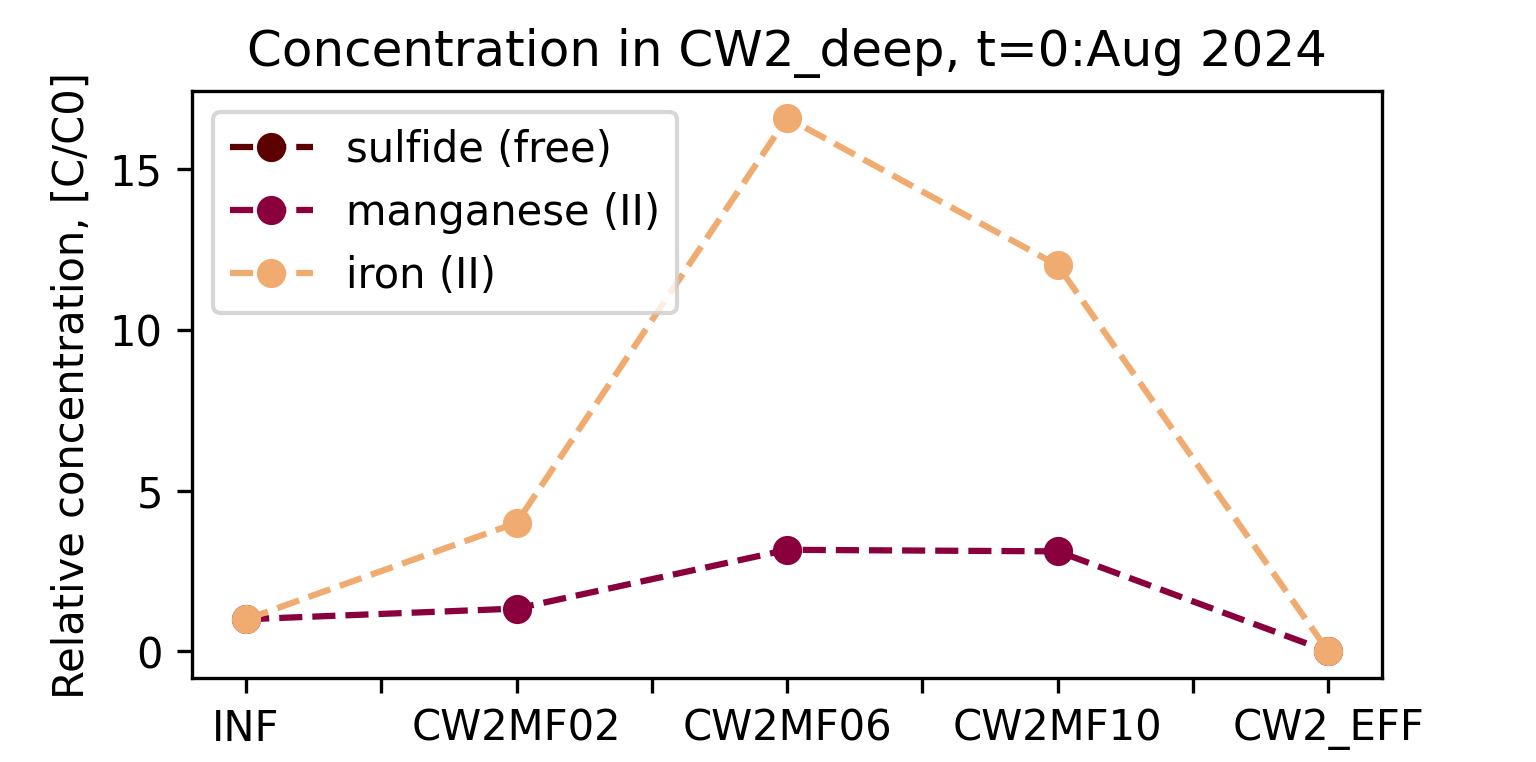 Concentration in CW2_deep, t=0:Aug 2024
Relative concentration, [C/C0]
15
10
5
0
sulfide (free)
manganese (II)
iron (II)
INF CW2MF02 CW2MF06 CW2MF10 CW2_EFF